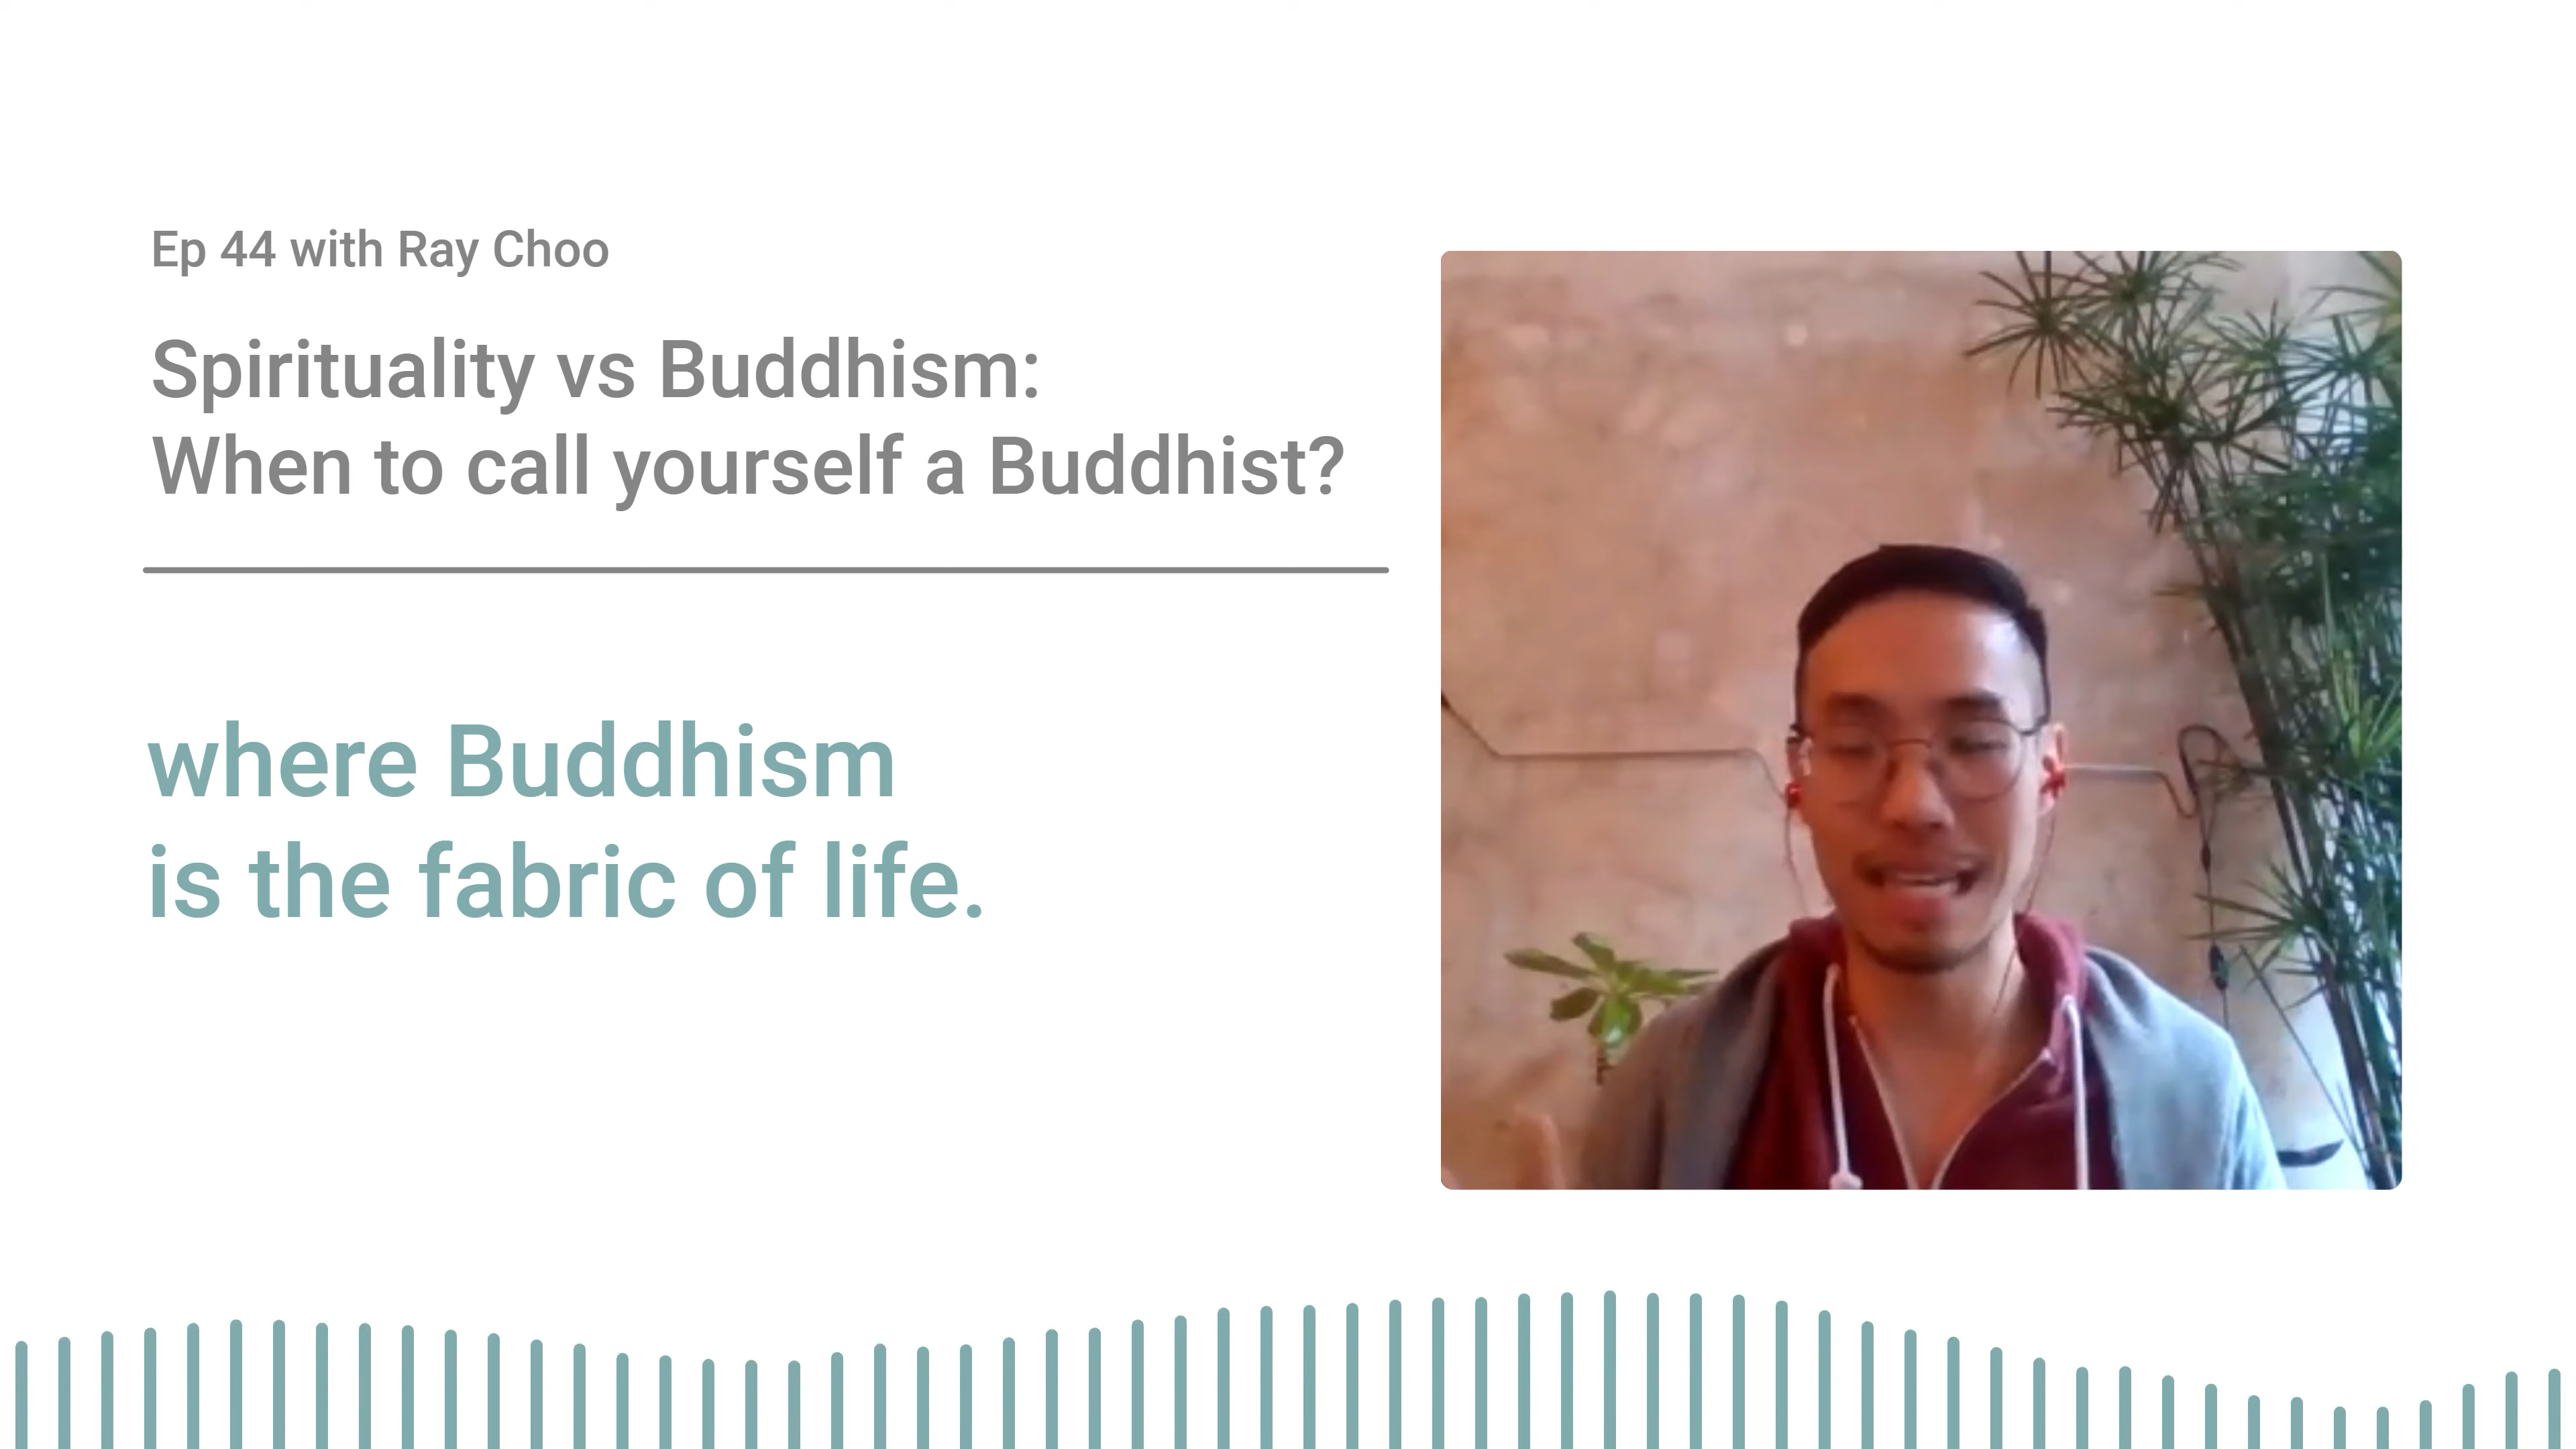 Ep 44 with Ray Choo
Spirituality vs Buddhism:
When to call yourself a Buddhist?
where Buddhism
is the fabric of life.